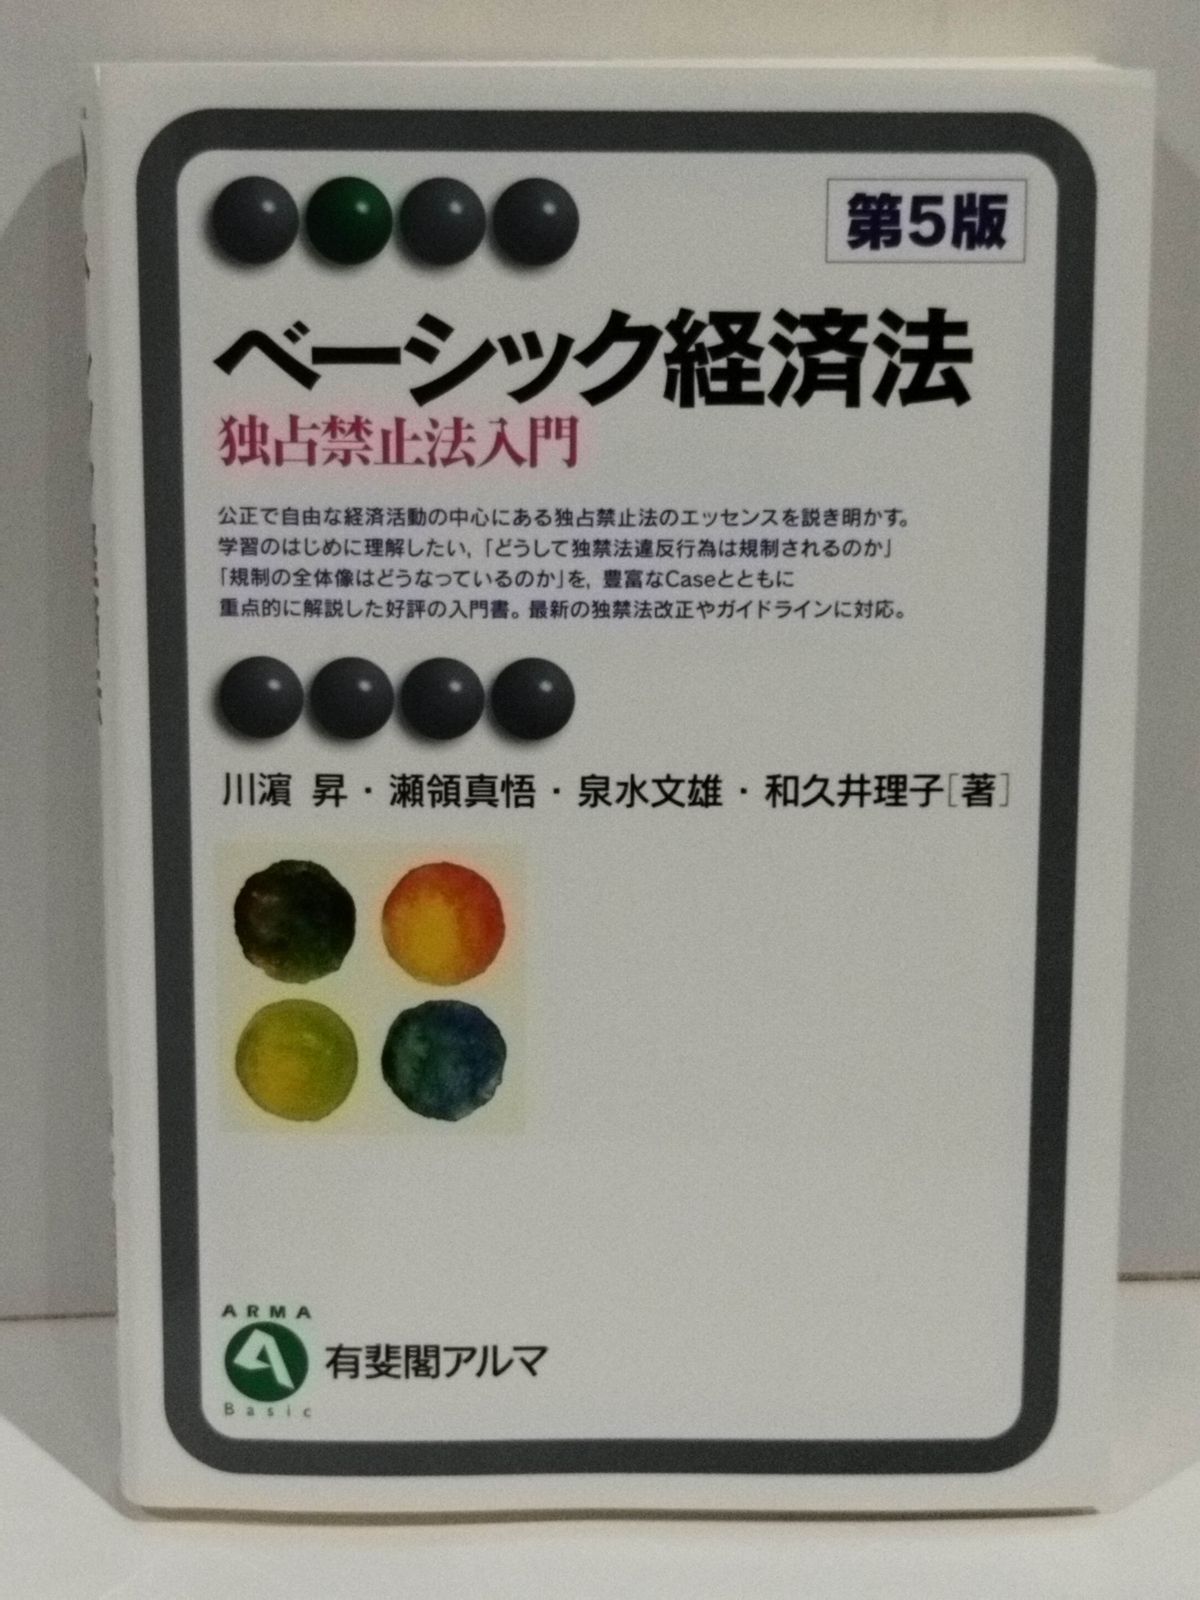 第5版
ベーシック経済法
独占禁止法入門
公正で自由な経済活動の中心にある独占禁止法のエッセンスを説き明かす。
学習のはじめに理解したい，「どうして独禁法違反行為は規制されるのか」
「規制の全体像はどうなっているのか」を，豊富なCaseとともに
重点的に解説した好評の入門書。最新の独禁法改正やガイドラインに対応。
川濵 昇・瀬領真悟・泉水文雄・和久井理子［著］
ARMA
有斐閣アルマ
Basic